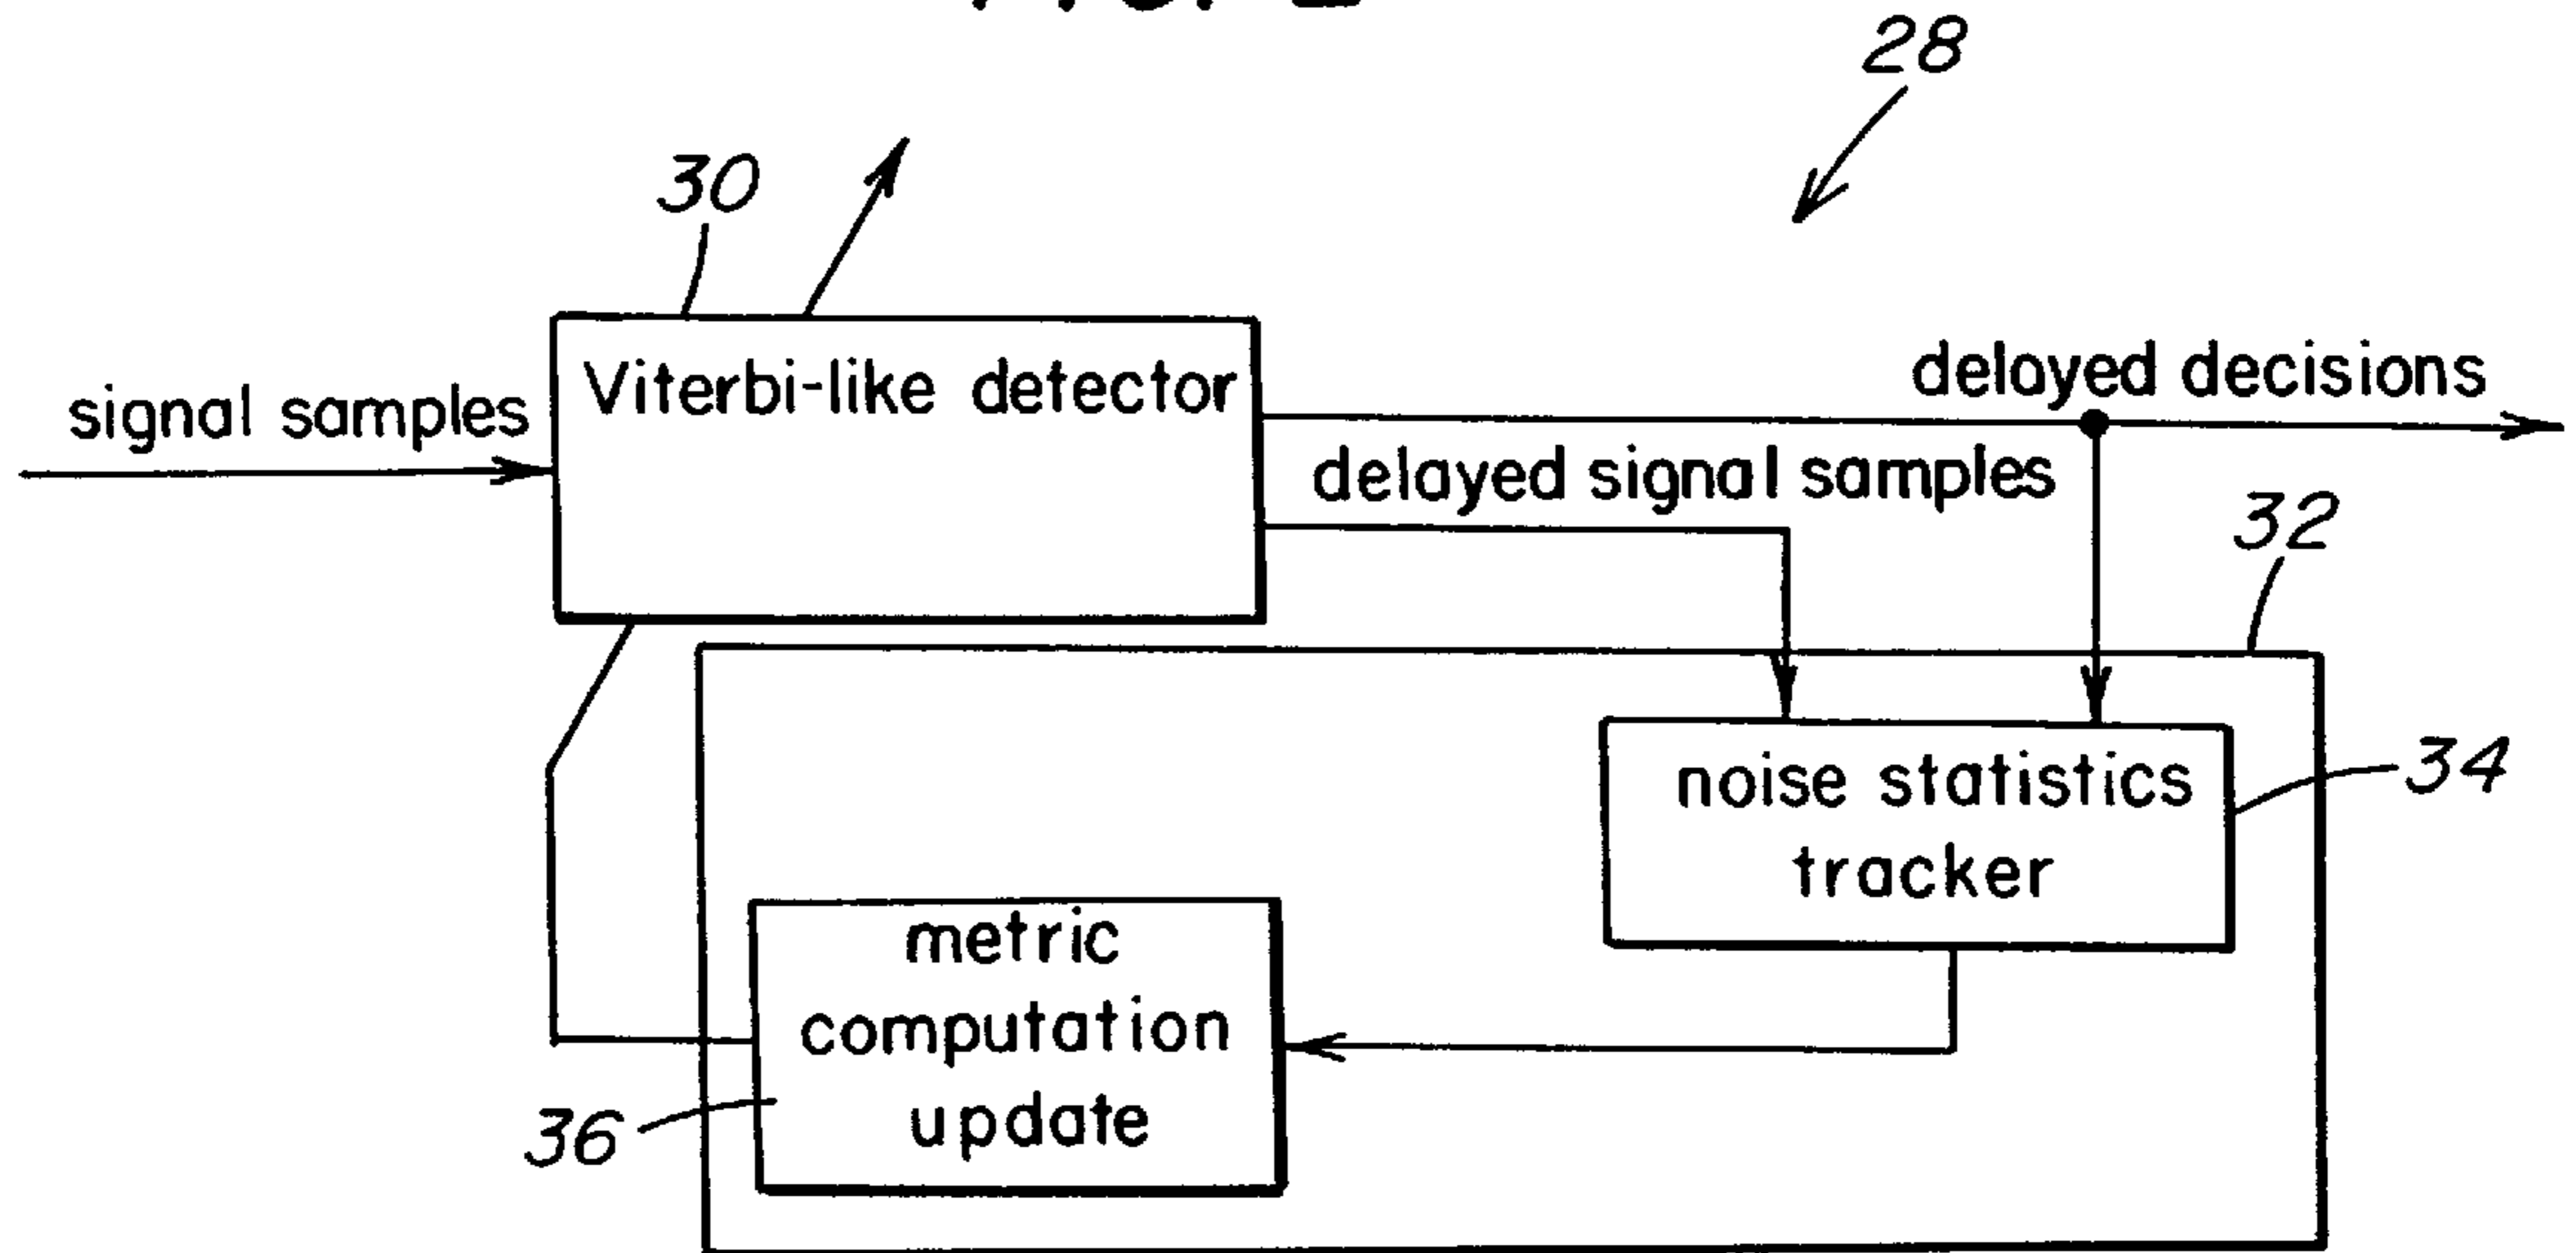 28
30
Viterbi-like detector
signal samples
delayed decisions
delayed signal samples
32
noise statistics
tracker
34
metric
computation
update
36